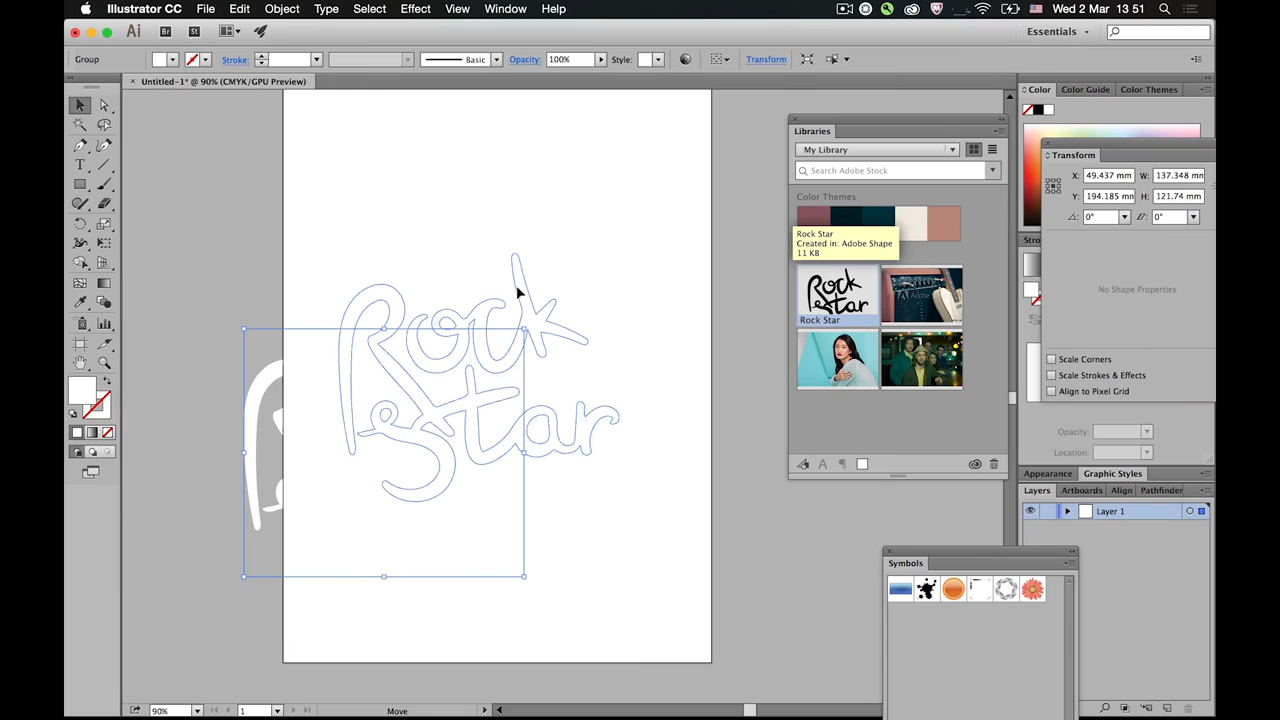 Illustrator CC File Edit Object Type Select Effect View Window Help Wed 2 Mar 13 51
Ai Br St Essentials
Group Stroke: Basic Opacity: 100% Style: Transform
× Untitled-1* @ 90% (CMYK/GPU Preview)
Color Color Guide Color Themes
Libraries
My Library
Search Adobe Stock
Color Themes
Rock Star
Created in: Adobe Shape
11 KB
Rock
Star
Rock Star
Transform
X: 49.437 mm W: 137.348 mm
Y: 194.185 mm H: 121.74 mm
0° 0°
No Shape Properties
Scale Corners
Scale Strokes & Effects
Align to Pixel Grid
Opacity:
Location:
Rock
Star
Appearance Graphic Styles
Layers Artboards Align Pathfinder
Layer 1
Symbols
90% 1 Move